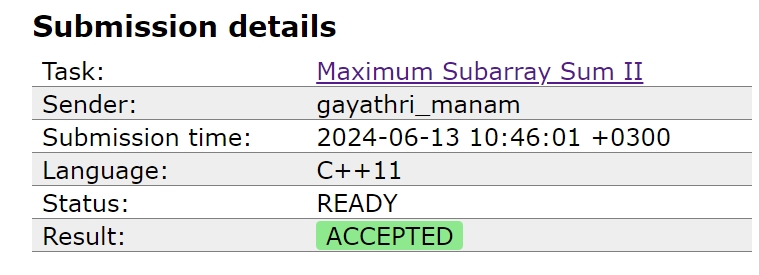 Submission details
Task: Maximum Subarray Sum II
Sender: gayathri_manam
Submission time: 2024-06-13 10:46:01 +0300
Language: C++11
Status: READY
Result: ACCEPTED